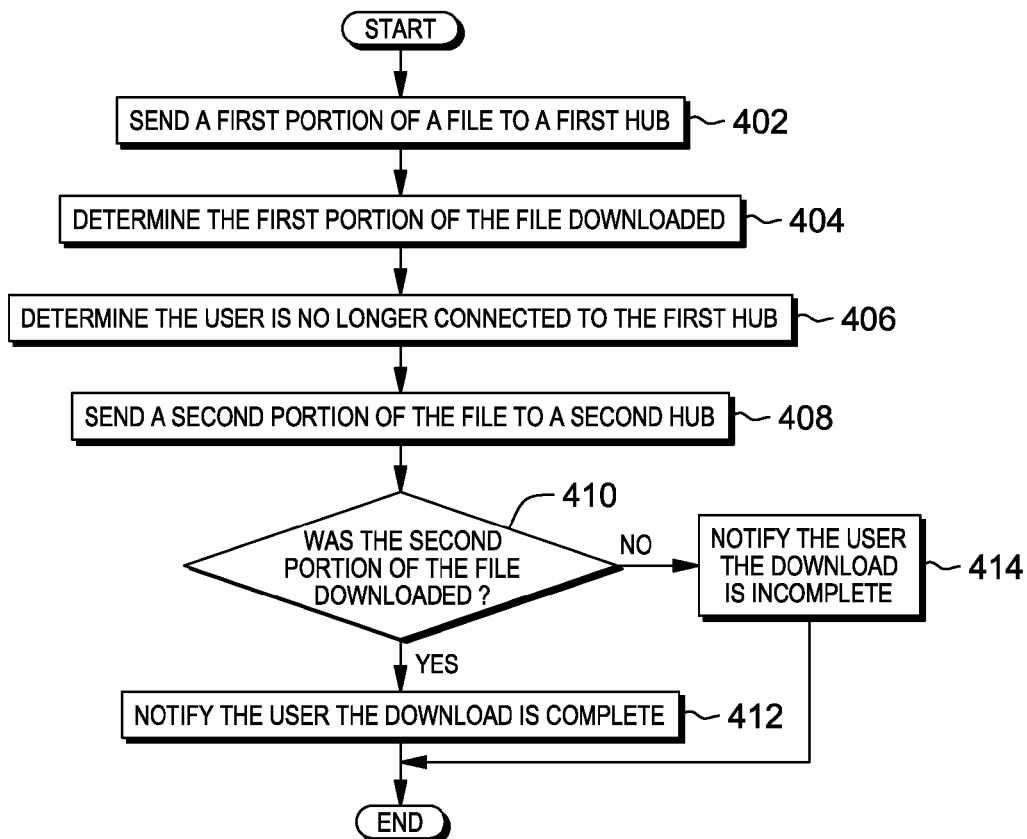 START
SEND A FIRST PORTION OF A FILE TO A FIRST HUB 402
DETERMINE THE FIRST PORTION OF THE FILE DOWNLOADED 404
DETERMINE THE USER IS NO LONGER CONNECTED TO THE FIRST HUB 406
SEND A SECOND PORTION OF THE FILE TO A SECOND HUB 408
410
WAS THE SECOND
PORTION OF THE FILE
DOWNLOADED ?
NO
NOTIFY THE USER
THE DOWNLOAD
IS INCOMPLETE
414
YES
NOTIFY THE USER THE DOWNLOAD IS COMPLETE 412
END